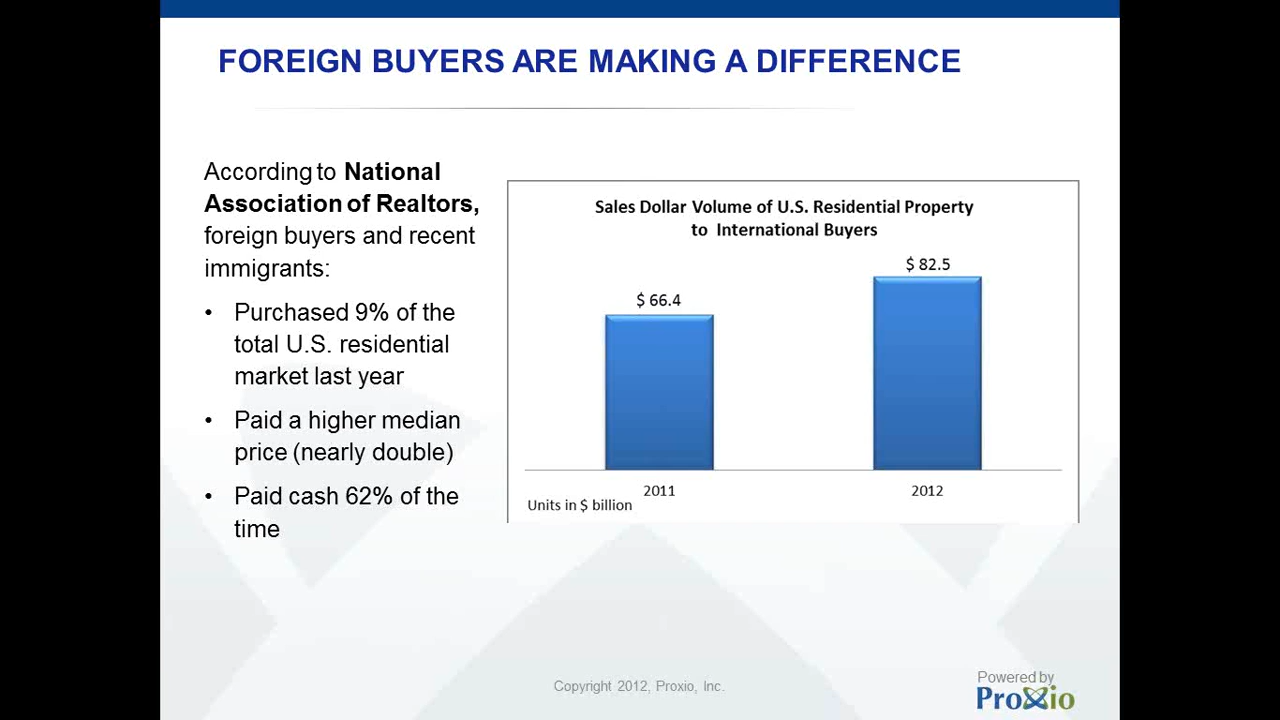 FOREIGN BUYERS ARE MAKING A DIFFERENCE
According to National
Association of Realtors,
foreign buyers and recent
immigrants:
• Purchased 9% of the
total U.S. residential
market last year
• Paid a higher median
price (nearly double)
• Paid cash 62% of the
time
Sales Dollar Volume of U.S. Residential Property
to International Buyers
$ 66.4
$ 82.5
2011
2012
Units in $ billion
Copyright 2012, Proxio, Inc.
Powered by
Proxio